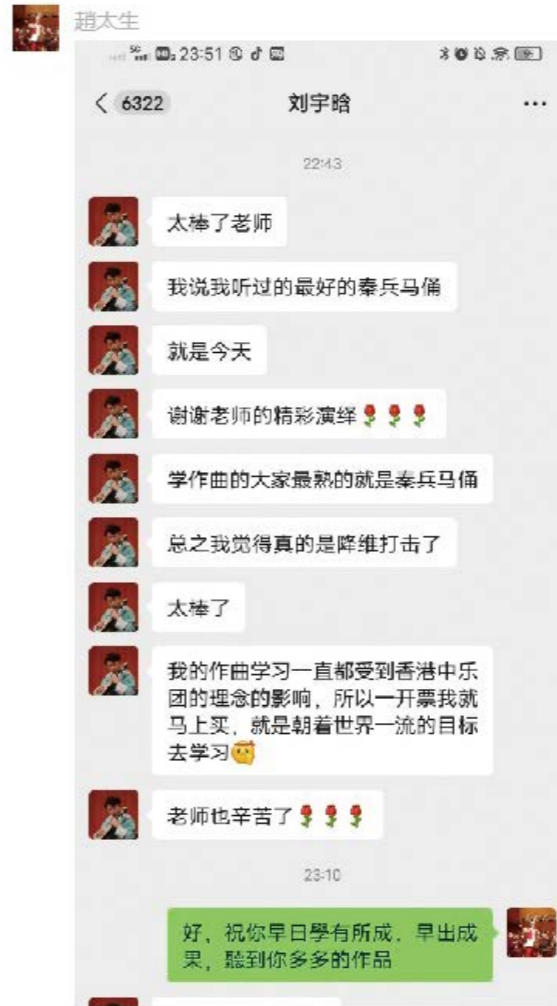 趙太生
5G 23:51
6322
刘宇晗
22:43
太棒了老师
我说我听过的最好的秦兵马俑
就是今天
谢谢老师的精彩演绎🌹🌹🌹
学作曲的大家最熟的就是秦兵马俑
总之我觉得真的是降维打击了
太棒了
我的作曲学习一直都受到香港中乐
团的理念的影响，所以一开票我就
马上买，就是朝着世界一流的目标
去学习
老师也辛苦了🌹🌹🌹
23:10
好，祝你早日學有所成，早出成
果，聽到你多多的作品